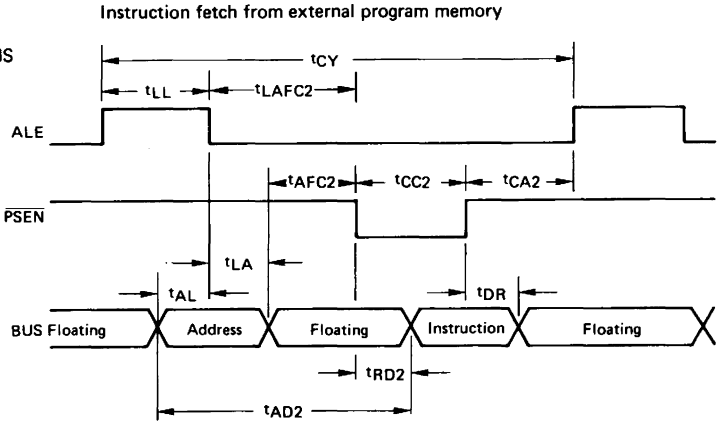 Instruction fetch from external program memory
US
tCY
tLL
tLAFC2
ALE
tAFC2
tCC2
tCA2
PSEN
tLA
tAL
tDR
BUS Floating
Address
Floating
Instruction
Floating
tRD2
tAD2